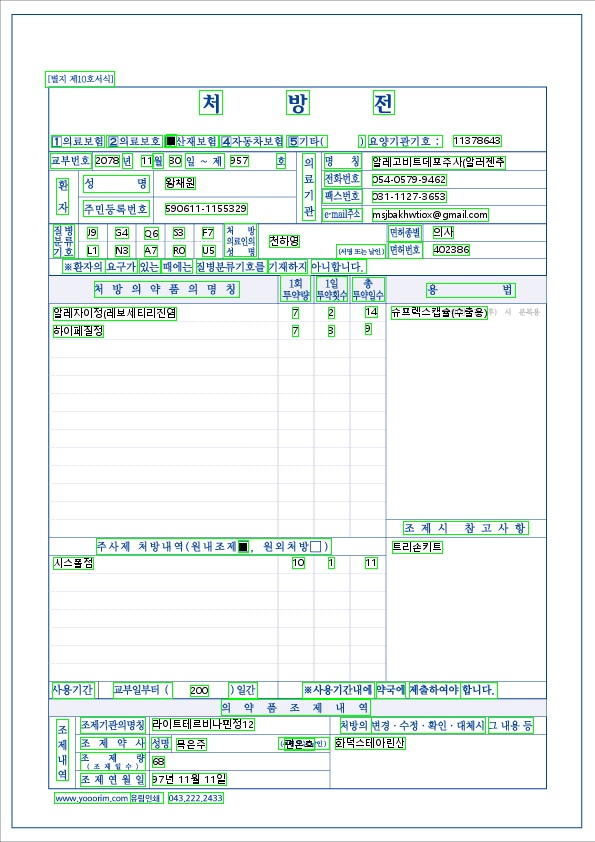 [별지 제10호서식]
처 방 전
1 의료보험 2 의료보호 ■산재보험 4 자동차보험 5 기타( ) 요양기관기호 : 11378643
교부번호 2078 년 11월 30 일 ~ 제 957 호
의료기관 명 칭 알레고비트데포주사(알러젠추
환자 성 명 왕채원
전화번호 054-0579-9462
팩스번호 031-1127-3653
주민등록번호 590611-1155329
e-mail주소 msjbakhwtiox@gmail.com
질병분류기호 J9 G4 Q6 S3 F7
L1 N3 A7 R0 U5
처 방 의료인의 성 명 전하영 (서명 또는 날인)
면허종별 의사
면허번호 402386
※환자의 요구가 있는 때에는 질병분류기호를 기재하지 아니합니다.
처 방 의 약 품 의 명 칭 1회 투약량 1일 투약횟수 총 투약일수 용 법
알레자이정(레보세티리진염 7 2 14 슈프렉스캡슐(수출용) 시 분복용
하이페질정 7 3 9
조 제 시 참 고 사 항
주사제 처방내역(원내조제■, 원외처방□) 트리손키트
시스폴점 10 1 11
사용기간 교부일부터 ( 200 ) 일간 ※사용기간내에 약국에 제출하여야 합니다.
의 약 품 조 제 내 역
조제내역 조제기관의명칭 라이트테르비나핀정12 처방의 변경 · 수정 · 확인 · 대체시 그 내용 등
조 제 약 사 성명 목은주 화덕스테아린산
조 제 량 (조제일수) 68
조 제 연 월 일 97년 11월 11일
www.yooorim.com 유림인쇄 043.222.2433